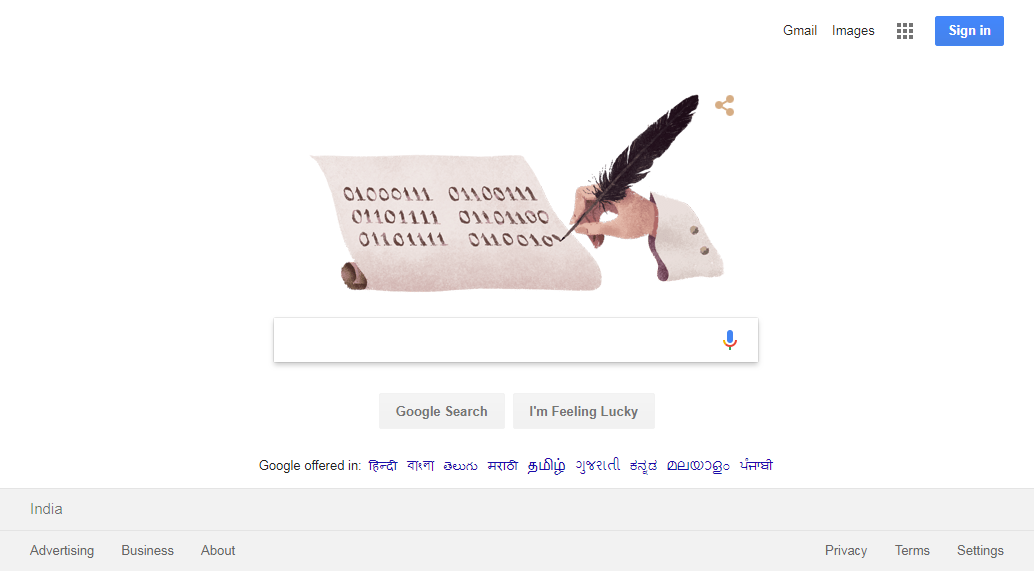 Gmail Images Sign in
01000111 01100111
01101111 01101100
01101111 0110010
Google Search I'm Feeling Lucky
Google offered in: हिन्दी বাংলা తెలుగు मराठी தமிழ் ગુજરાતી ಕನ್ನಡ മലയാളം ਪੰਜਾਬੀ
India
Advertising Business About Privacy Terms Settings